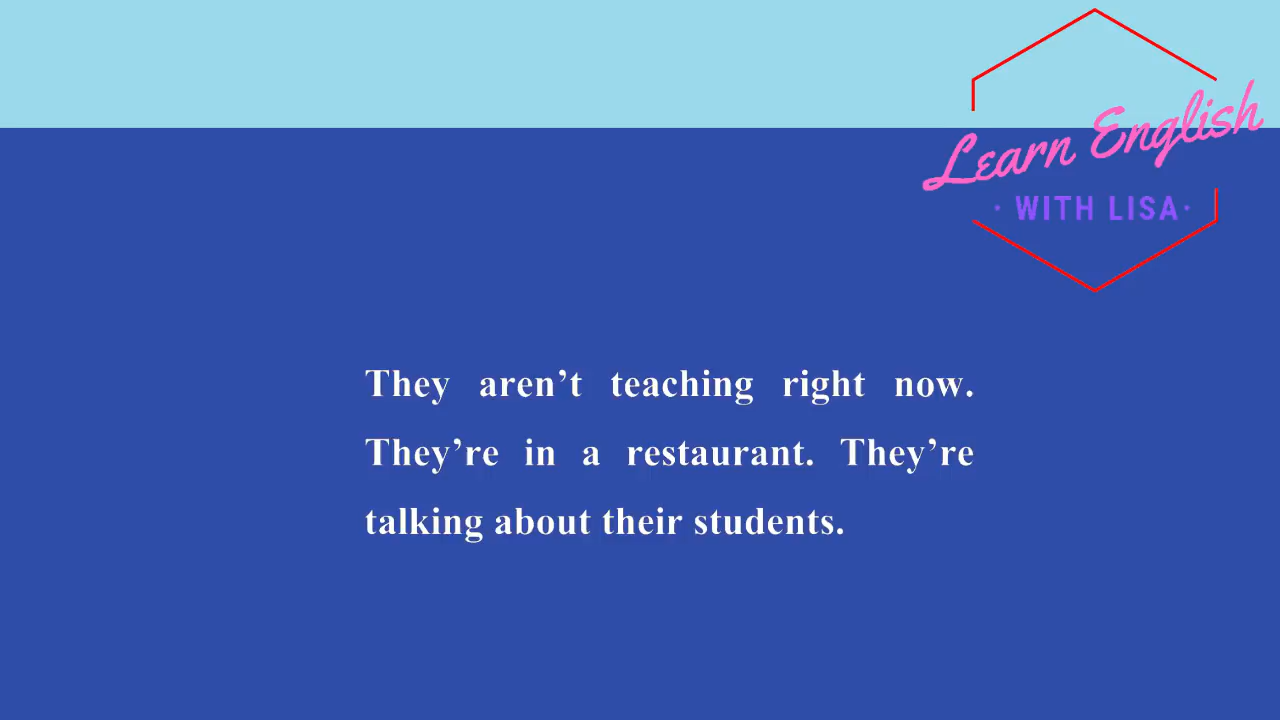 Learn English
· WITH LISA·
They aren’t teaching right now.
They’re in a restaurant. They’re
talking about their students.